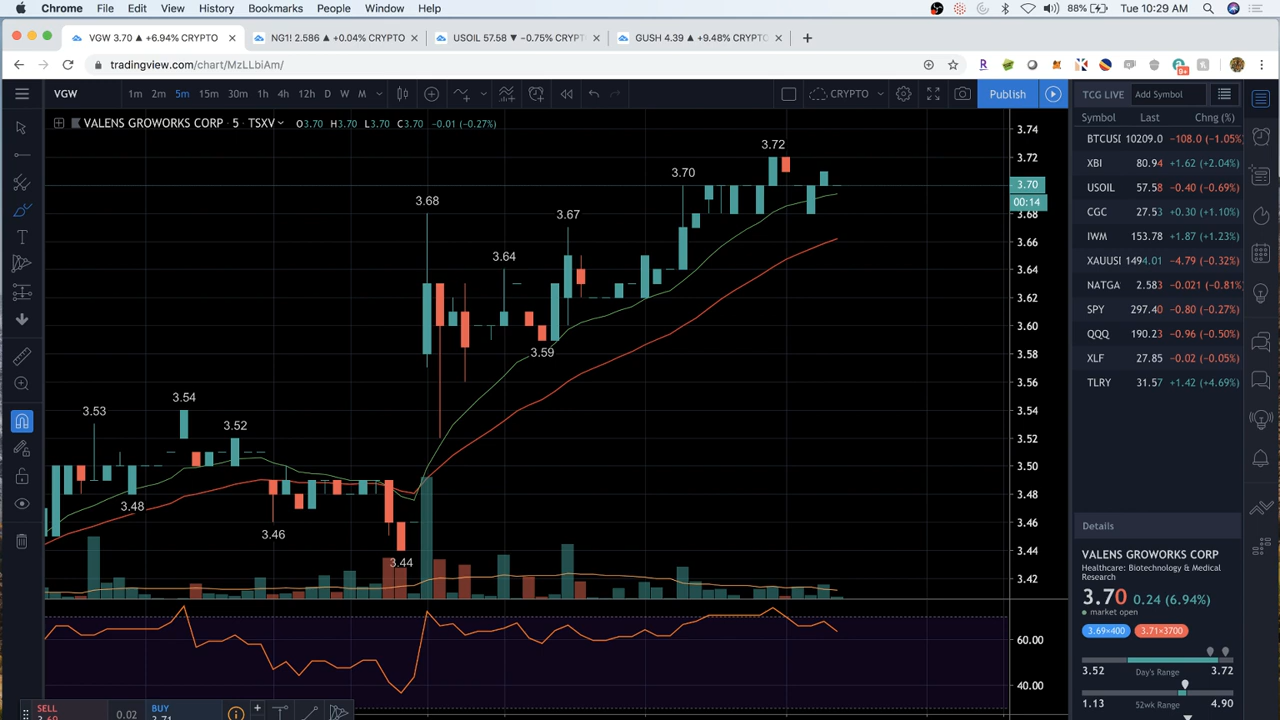 Chrome File Edit View History Bookmarks People Window Help 88% Tue 10:29 AM
VGW 3.70 ▲ +6.94% CRYPTO × NG1! 2.586 ▲ +0.04% CRYPTO × USOIL 57.58 ▼ −0.75% CRYPTO × GUSH 4.39 ▲ +9.48% CRYPTO × +
tradingview.com/chart/MzLLbiAm/
VGW 1m 2m 5m 15m 30m 1h 4h 12h D W M CRYPTO Publish
VALENS GROWORKS CORP · 5 · TSXV O3.70 H3.70 L3.70 C3.70 −0.01 (−0.27%)
3.53
3.48
3.54
3.52
3.46
3.44
3.68
3.64
3.59
3.67
3.70
3.72
3.74
3.72
3.70
00:14
3.68
3.66
3.64
3.62
3.60
3.58
3.56
3.54
3.52
3.50
3.48
3.46
3.44
3.42
60.00
40.00
SELL
0.02
BUY
3.71
TCG LIVE Add Symbol
Symbol Last Chng (%)
BTCUSI 10209.0 −108.0 (−1.05%)
XBI 80.94 +1.62 (+2.04%)
USOIL 57.58 −0.40 (−0.69%)
CGC 27.53 +0.30 (+1.10%)
IWM 153.78 +1.87 (+1.23%)
XAUUSI 1494.01 −4.79 (−0.32%)
NATGA 2.583 −0.021 (−0.81%)
SPY 297.40 −0.80 (−0.27%)
QQQ 190.23 −0.96 (−0.50%)
XLF 27.85 −0.02 (−0.05%)
TLRY 31.57 +1.42 (+4.69%)
Details
VALENS GROWORKS CORP
Healthcare: Biotechnology & Medical
Research
3.70 0.24 (6.94%)
market open
3.69×400 3.71×3700
3.52 Day's Range 3.72
1.13 52wk Range 4.90